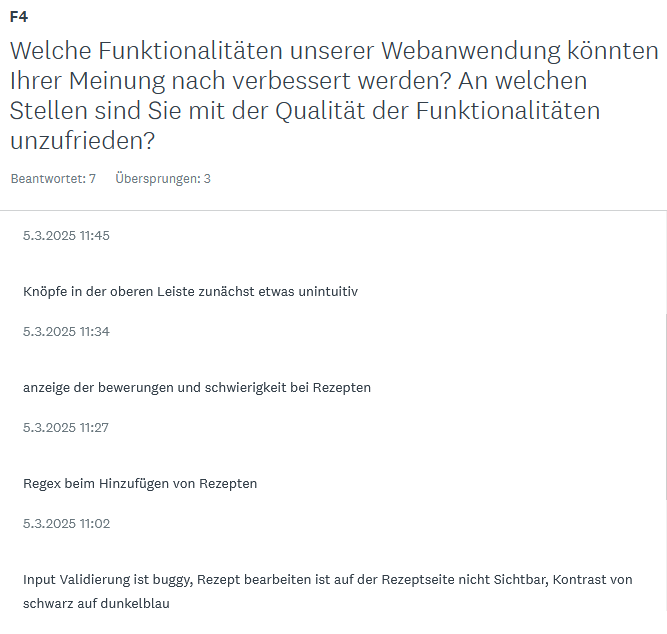 F4
Welche Funktionalitäten unserer Webanwendung könnten
Ihrer Meinung nach verbessert werden? An welchen
Stellen sind Sie mit der Qualität der Funktionalitäten
unzufrieden?
Beantwortet: 7 Übersprungen: 3
5.3.2025 11:45
Knöpfe in der oberen Leiste zunächst etwas unintuitiv
5.3.2025 11:34
anzeige der bewerungen und schwierigkeit bei Rezepten
5.3.2025 11:27
Regex beim Hinzufügen von Rezepten
5.3.2025 11:02
Input Validierung ist buggy, Rezept bearbeiten ist auf der Rezeptseite nicht Sichtbar, Kontrast von
schwarz auf dunkelblau